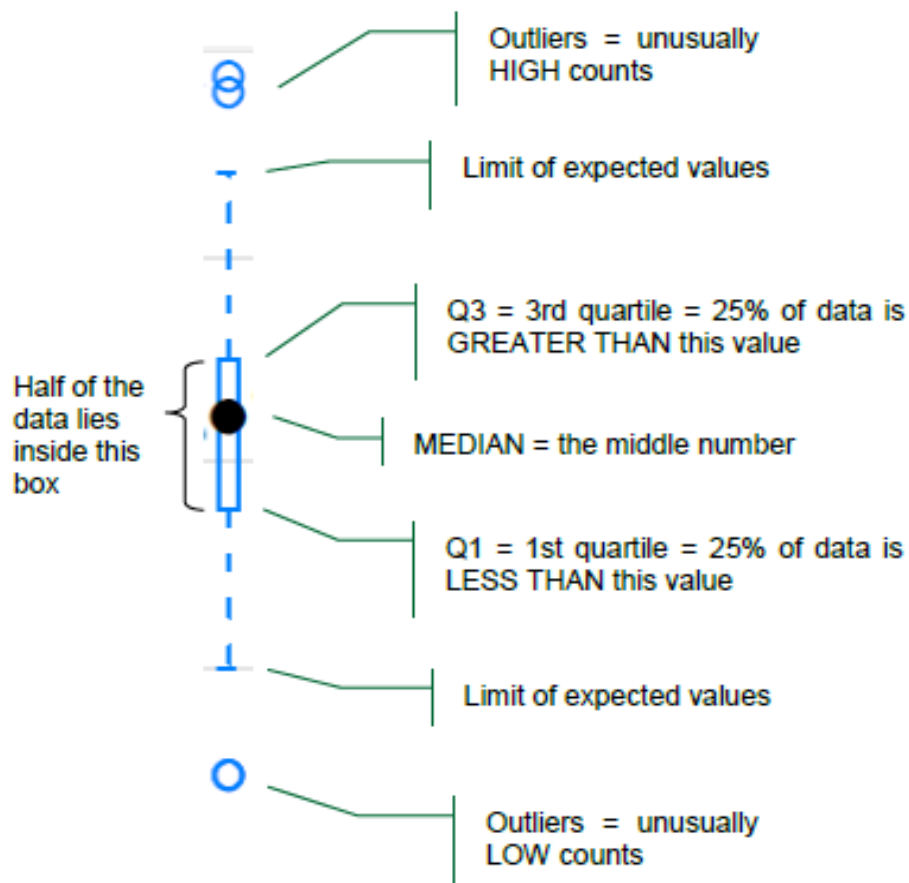 Outliers = unusually
HIGH counts
Limit of expected values
Q3 = 3rd quartile = 25% of data is
GREATER THAN this value
Half of the
data lies
inside this
box
MEDIAN = the middle number
Q1 = 1st quartile = 25% of data is
LESS THAN this value
Limit of expected values
Outliers = unusually
LOW counts